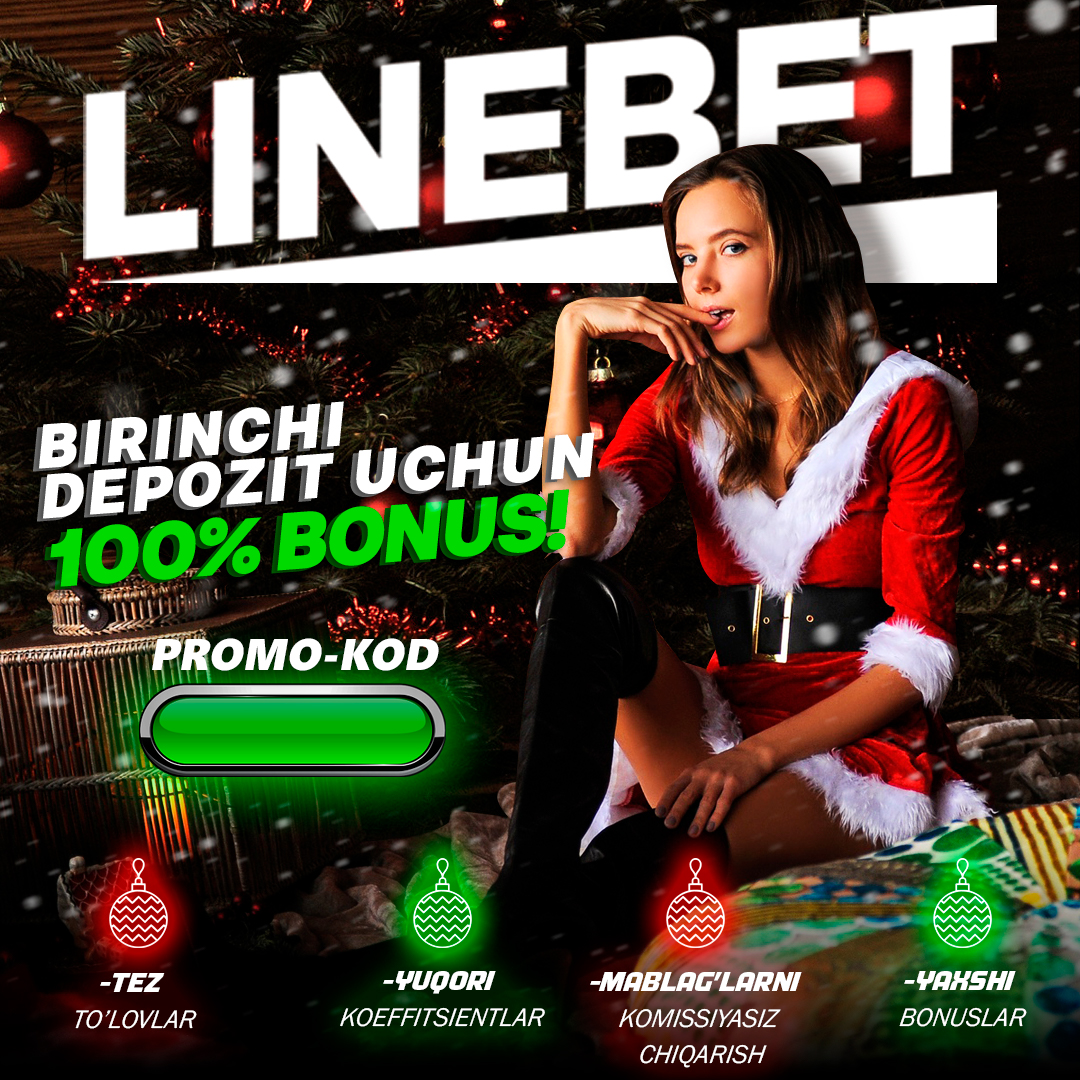 LINEBET
BIRINCHI
DEPOZIT UCHUN
100% BONUS!
PROMO-KOD
-TEZ
TO'LOVLAR
-YUQORI
KOEFFITSIENTLAR
-MABLAG'LARNI
KOMISSIYASIZ
CHIQARISH
-YAXSHI
BONUSLAR